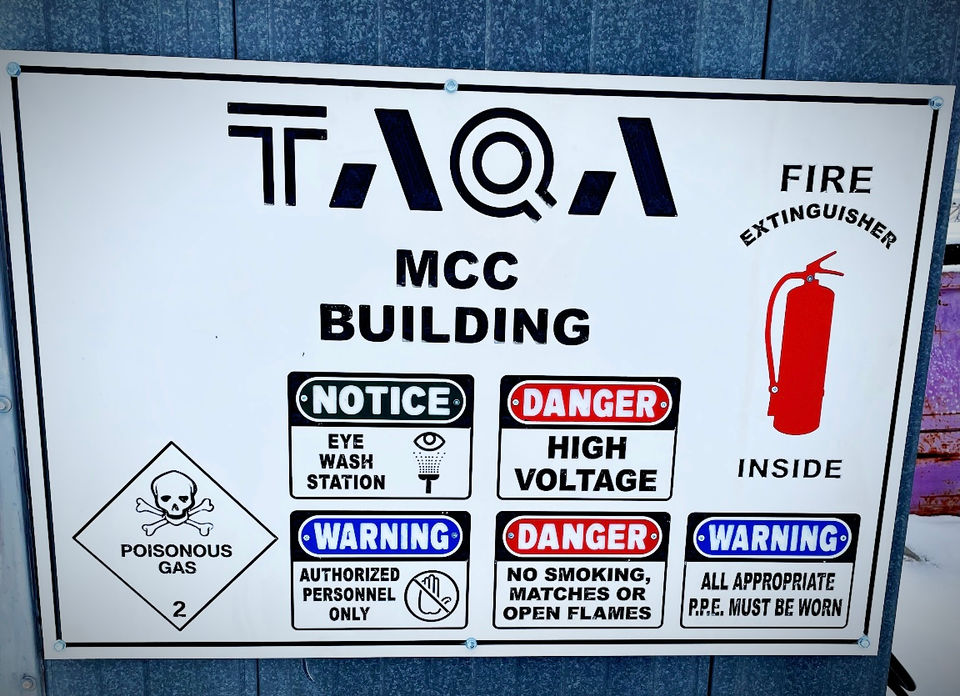 TAQA
MCC
BUILDING
FIRE
EXTINGUISHER
INSIDE
NOTICE
EYE
WASH
STATION
DANGER
HIGH
VOLTAGE
POISONOUS
GAS
2
WARNING
AUTHORIZED
PERSONNEL
ONLY
DANGER
NO SMOKING,
MATCHES OR
OPEN FLAMES
WARNING
ALL APPROPRIATE
P.P.E. MUST BE WORN